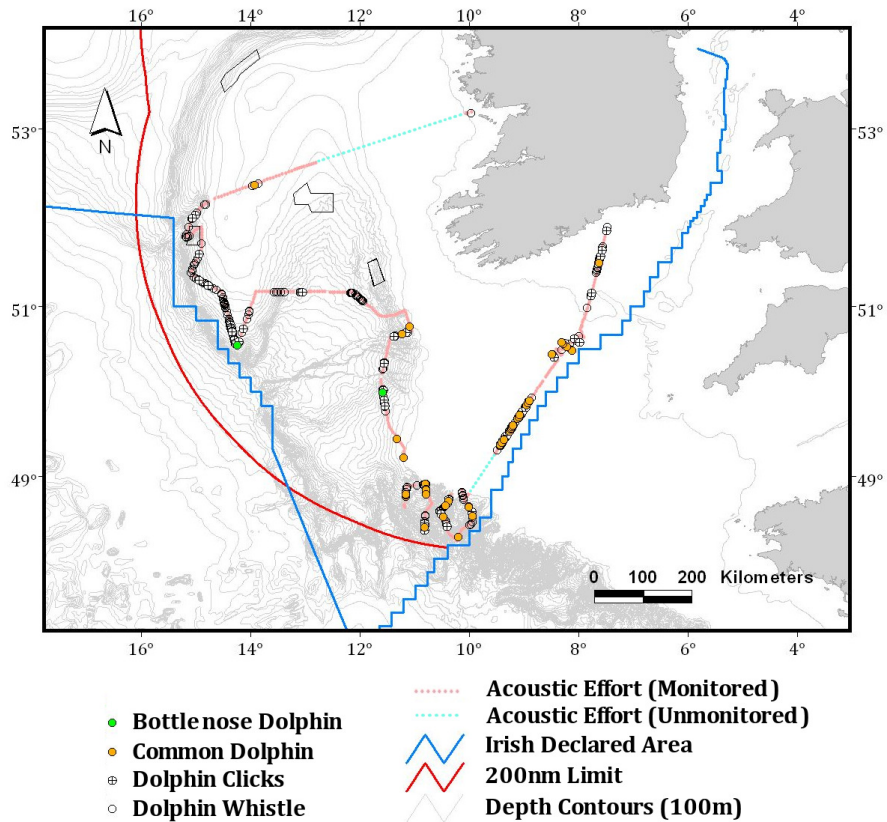 16° 14° 12° 10° 8° 6° 4°
53°
53°
N
51°
51°
49°
49°
0 100 200 Kilometers
16° 14° 12° 10° 8° 6° 4°
Bottle nose Dolphin
Common Dolphin
Dolphin Clicks
Dolphin Whistle
Acoustic Effort (Monitored)
Acoustic Effort (Unmonitored)
Irish Declared Area
200nm Limit
Depth Contours (100m)